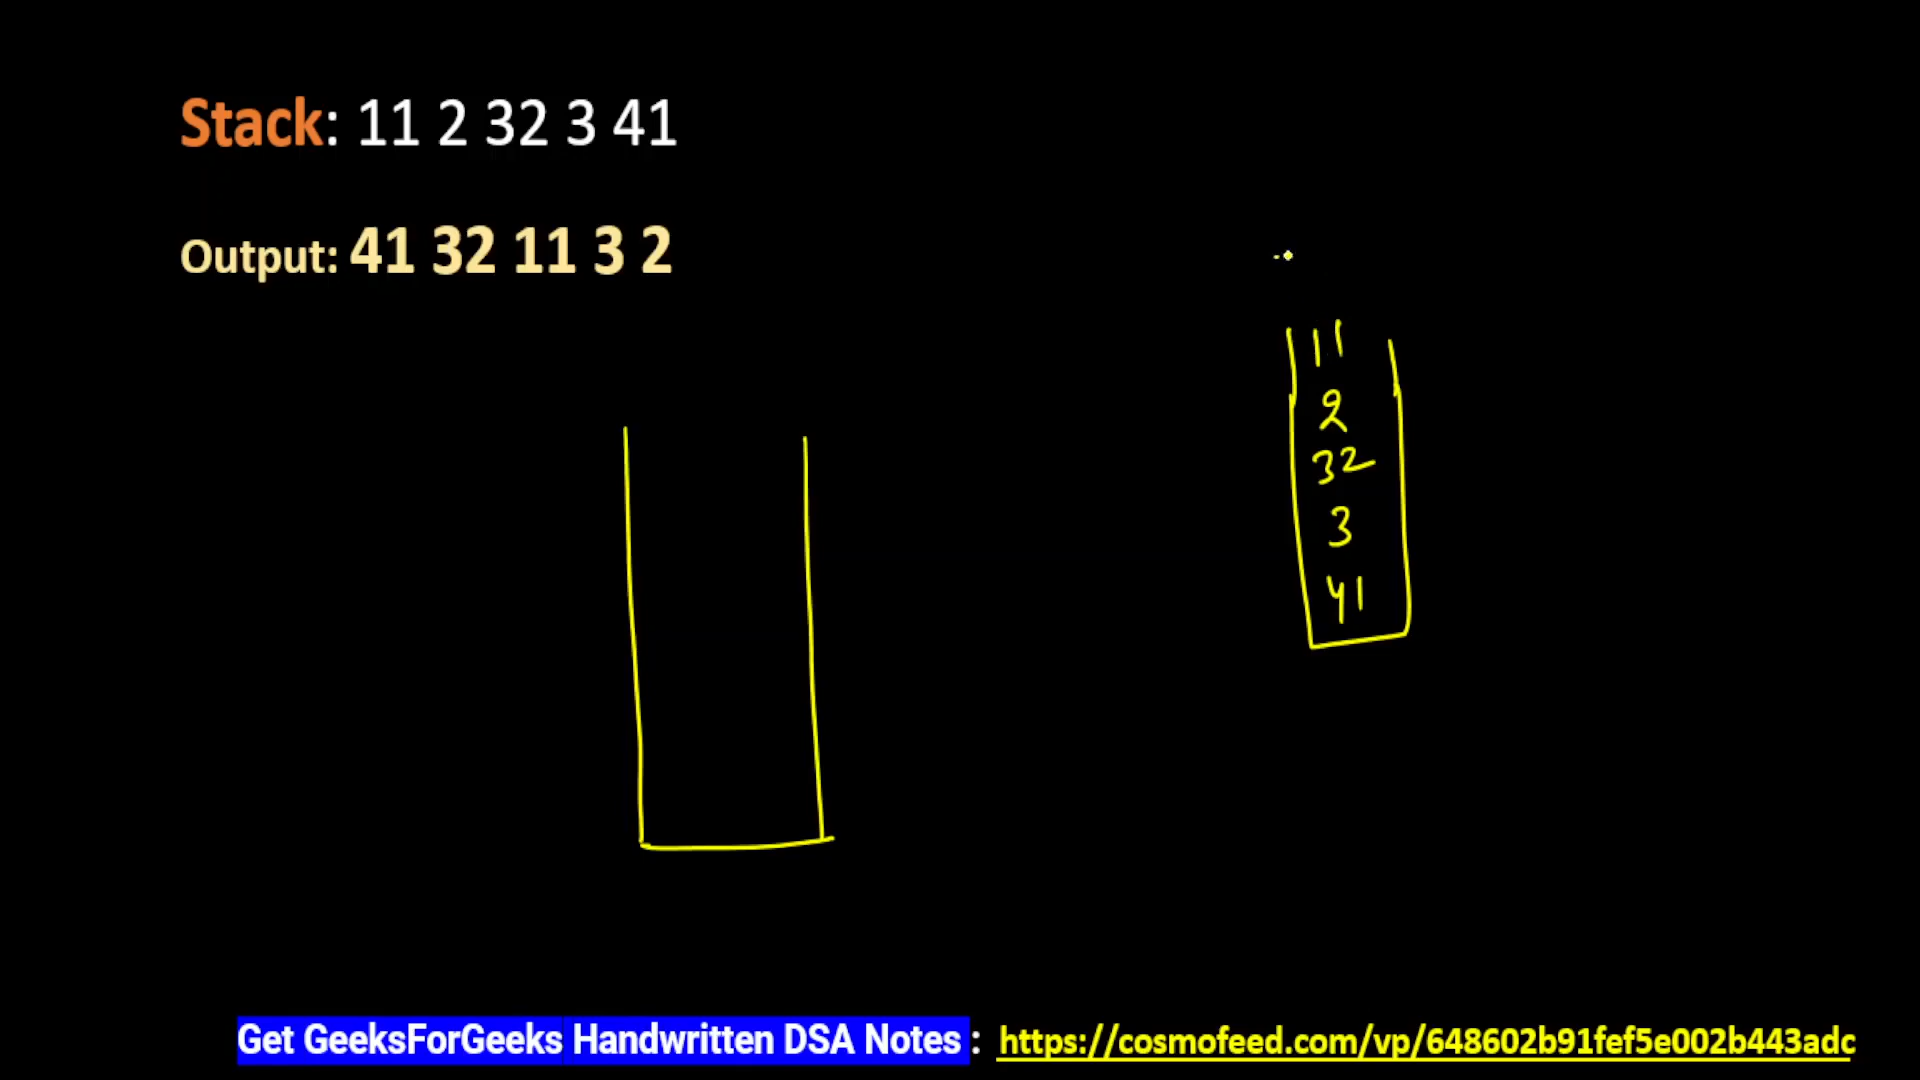 Stack: 11 2 32 3 41
Output: 41 32 11 3 2
11
2
32
3
41
Get GeeksForGeeks Handwritten DSA Notes : https://cosmofeed.com/vp/648602b91fef5e002b443adc